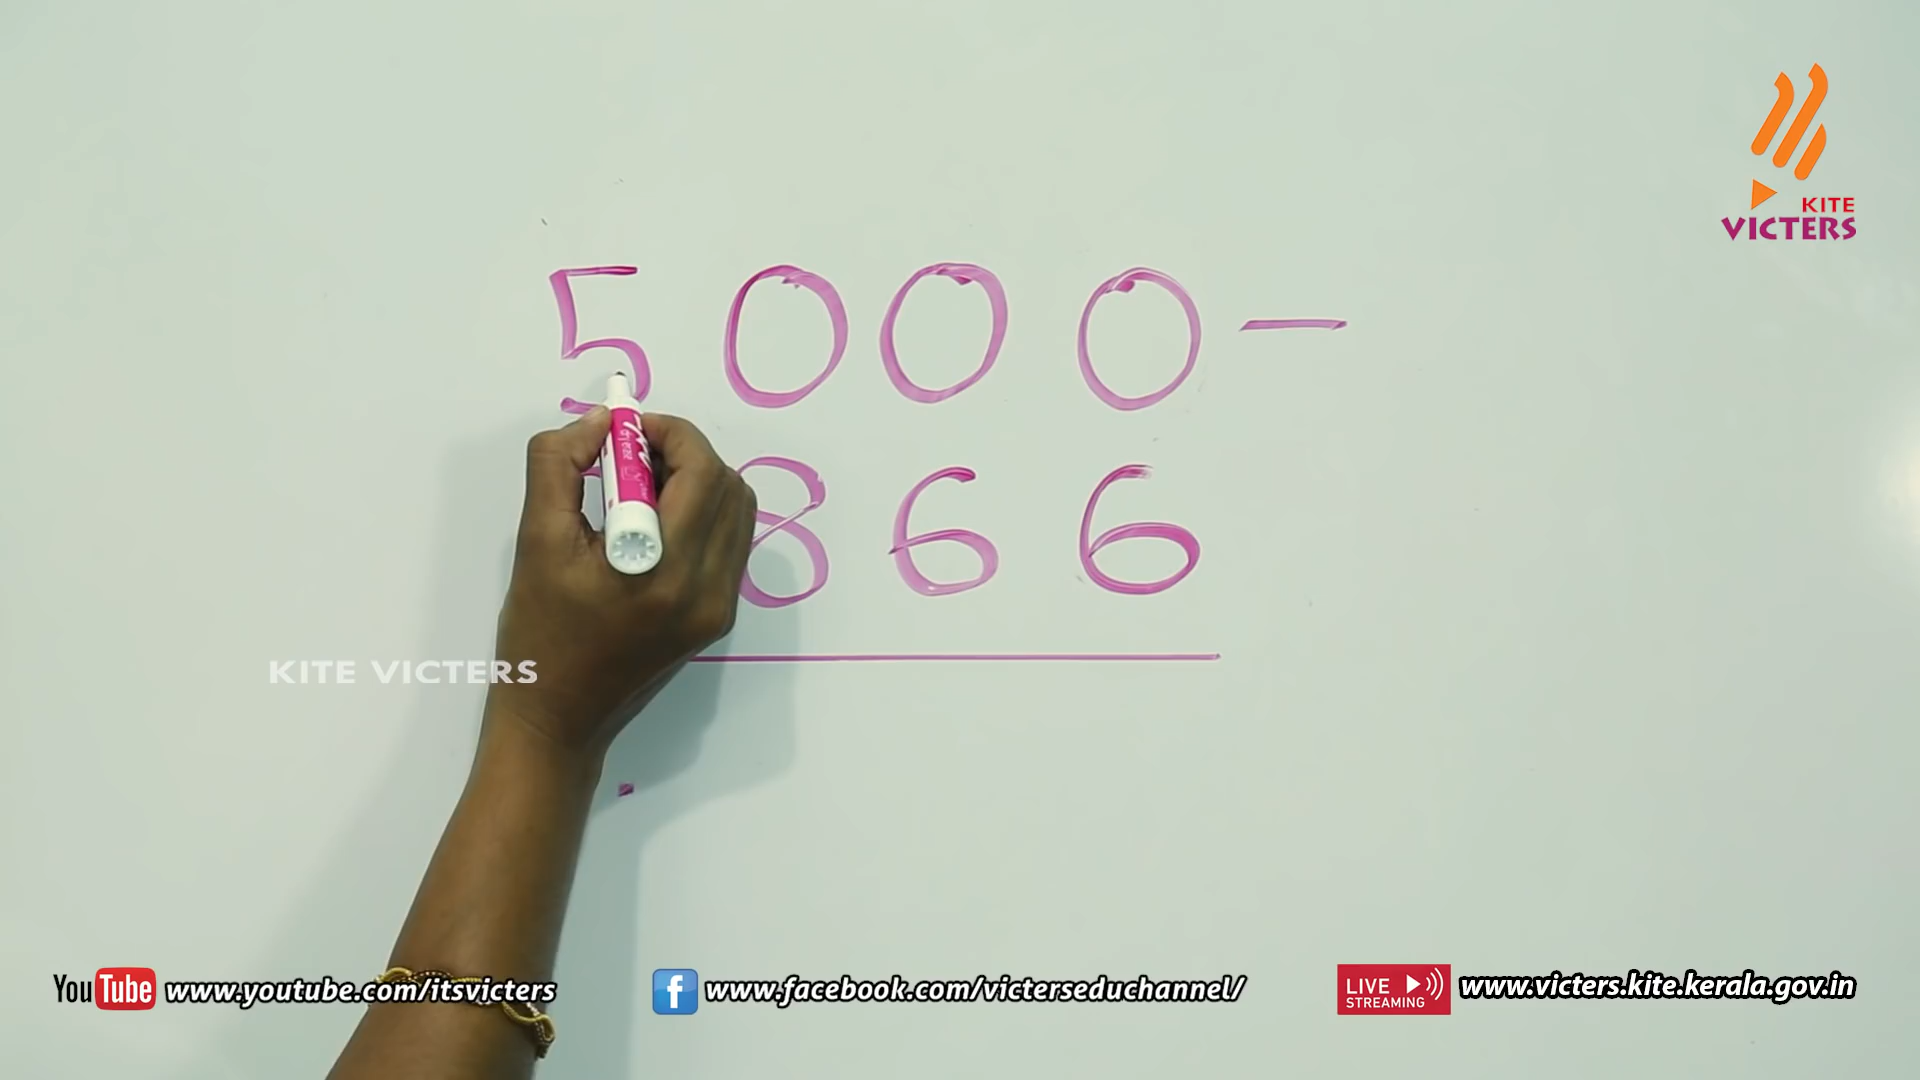 KITE
VICTERS
5000 -
866
KITE VICTERS
YouTube www.youtube.com/itsvicters
f www.facebook.com/victerseduchannel/
LIVE STREAMING www.victers.kite.kerala.gov.in